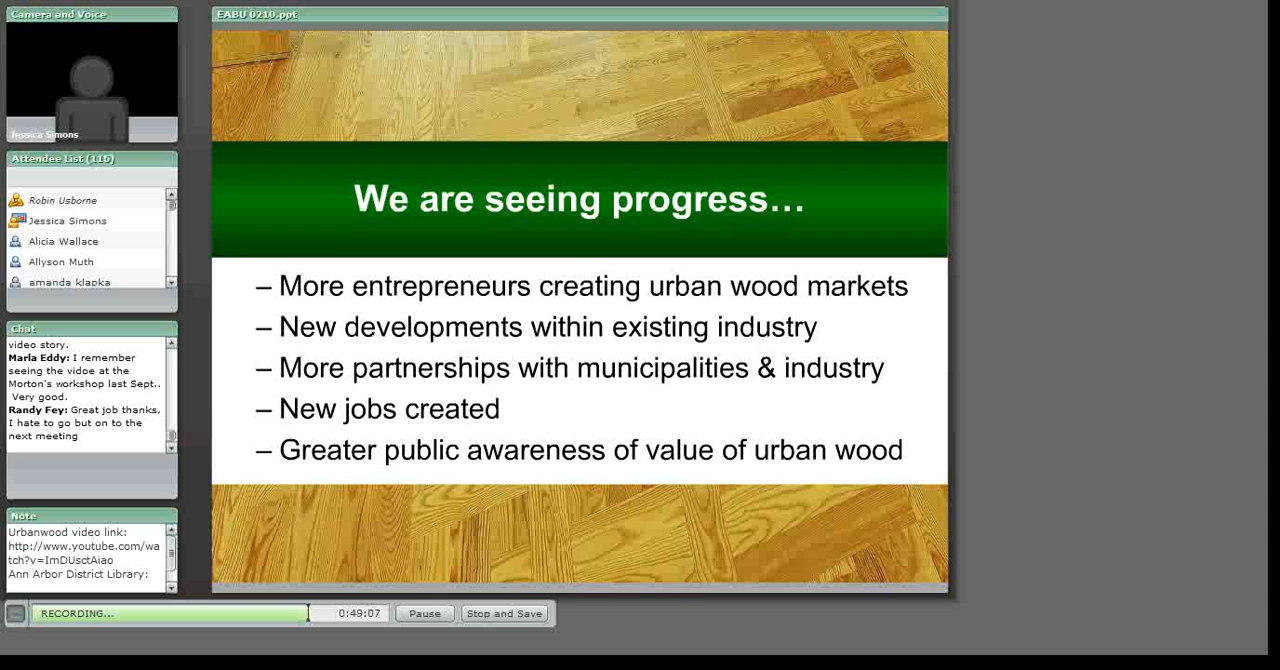 Camera and Voice
Jessica Simons
Attendee List (115)
Robin Usborne
Jessica Simons
Alicia Wallace
Allyson Muth
amanda klapka
Chat
video story.
Marla Eddy: I remember
seeing the vidoe at the
Morton's workshop last Sept..
Very good.
Randy Fey: Great job thanks,
I hate to go but on to the
next meeting
Note
Urbanwood video link:
http://www.youtube.com/wa
tch?v=ImDUsctAiao
Ann Arbor District Library:
EABU 0210.ppt
We are seeing progress…
– More entrepreneurs creating urban wood markets
– New developments within existing industry
– More partnerships with municipalities & industry
– New jobs created
– Greater public awareness of value of urban wood
RECORDING...
0:49:07
Pause
Stop and Save